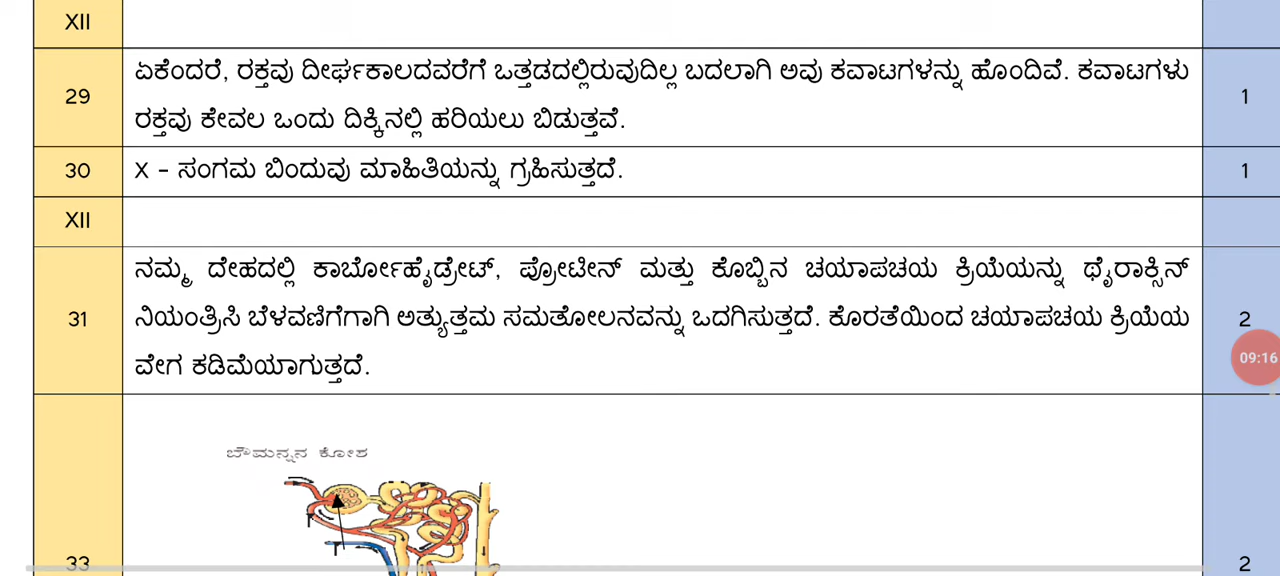 XII
29 ಏಕೆಂದರೆ, ರಕ್ತವು ದೀರ್ಘಕಾಲದವರೆಗೆ ಒತ್ತಡದಲ್ಲಿರುವುದಿಲ್ಲ ಬದಲಾಗಿ ಅವು ಕವಾಟಗಳನ್ನು ಹೊಂದಿವೆ. ಕವಾಟಗಳು 1
ರಕ್ತವು ಕೇವಲ ಒಂದು ದಿಕ್ಕಿನಲ್ಲಿ ಹರಿಯಲು ಬಿಡುತ್ತವೆ.
30 X – ಸಂಗಮ ಬಿಂದುವು ಮಾಹಿತಿಯನ್ನು ಗ್ರಹಿಸುತ್ತದೆ. 1
XII
ನಮ್ಮ ದೇಹದಲ್ಲಿ ಕಾರ್ಬೋಹೈಡ್ರೇಟ್, ಪ್ರೋಟೀನ್ ಮತ್ತು ಕೊಬ್ಬಿನ ಚಯಾಪಚಯ ಕ್ರಿಯೆಯನ್ನು ಥೈರಾಕ್ಸಿನ್
31 ನಿಯಂತ್ರಿಸಿ ಬೆಳವಣಿಗೆಗಾಗಿ ಅತ್ಯುತ್ತಮ ಸಮತೋಲನವನ್ನು ಒದಗಿಸುತ್ತದೆ. ಕೊರತೆಯಿಂದ ಚಯಾಪಚಯ ಕ್ರಿಯೆಯ 2
ವೇಗ ಕಡಿಮೆಯಾಗುತ್ತದೆ.
09:16
ಬೌಮನ್ನನ ಕೋಶ
33 2